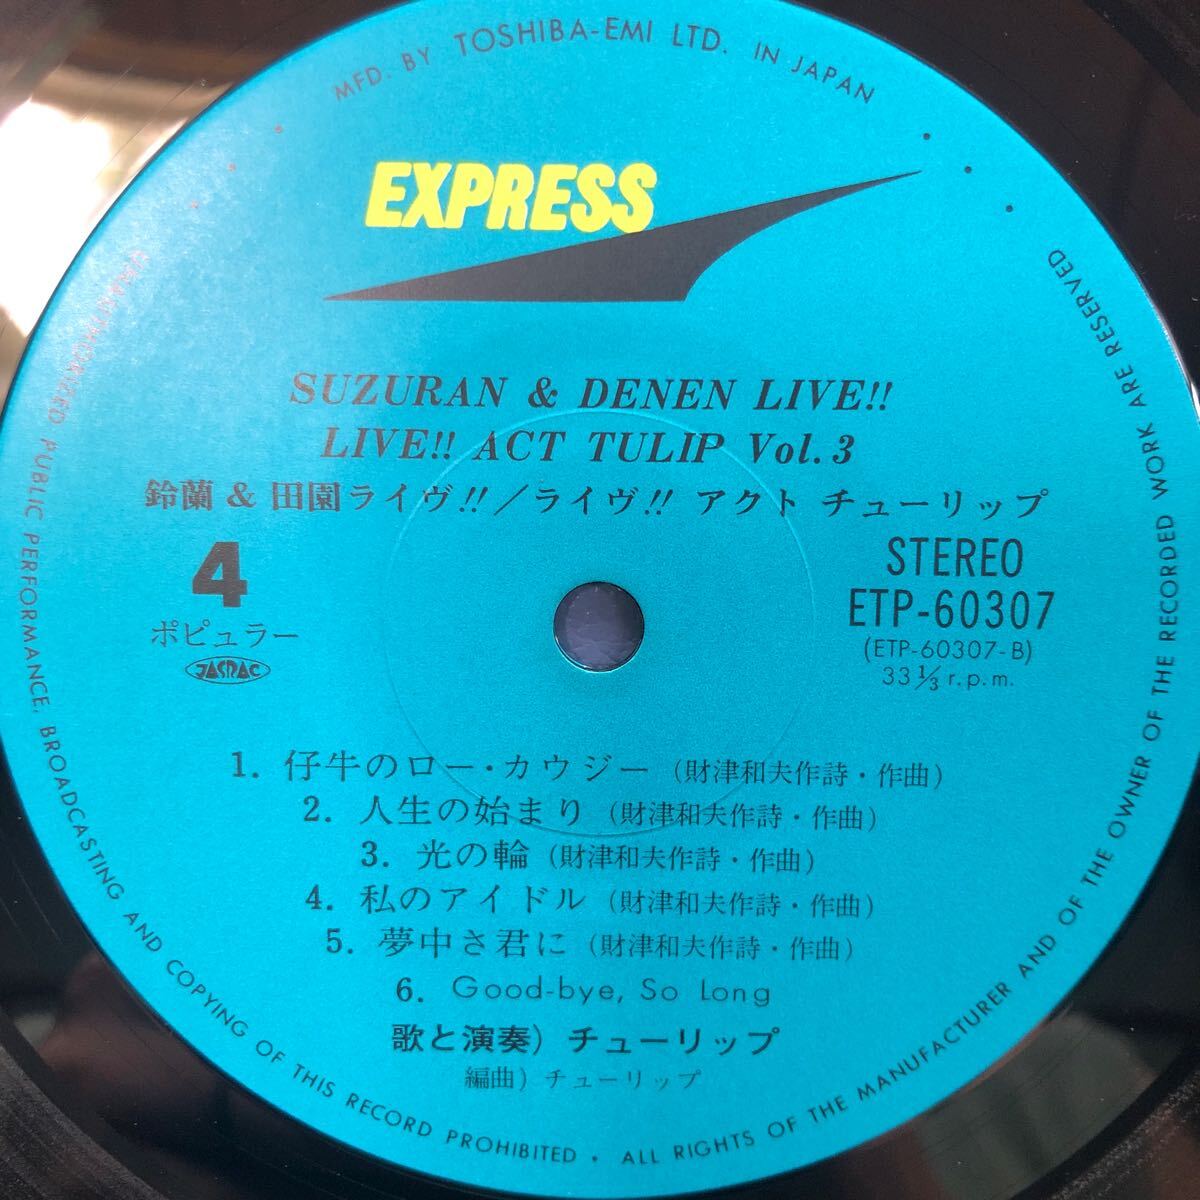 MFD. BY TOSHIBA-EMI LTD. IN JAPAN
EXPRESS
SUZURAN & DENEN LIVE!!
LIVE!! ACT TULIP Vol. 3
鈴蘭 & 田園ライヴ!!/ライヴ!! アクト チューリップ
4
ポピュラー
JASRAC
STEREO
ETP-60307
(ETP-60307-B)
33 1/3 r.p.m.
1. 仔牛のロー・カウジー (財津和夫作詩・作曲)
2. 人生の始まり (財津和夫作詩・作曲)
3. 光の輪 (財津和夫作詩・作曲)
4. 私のアイドル (財津和夫作詩・作曲)
5. 夢中さ君に (財津和夫作詩・作曲)
6. Good-bye, So Long
歌と演奏) チューリップ
編曲) チューリップ
UNAUTHORIZED PUBLIC PERFORMANCE, BROADCASTING AND COPYING OF THIS RECORD PROHIBITED • ALL RIGHTS OF THE MANUFACTURER AND OF THE OWNER OF THE RECORDED WORK ARE RESERVED